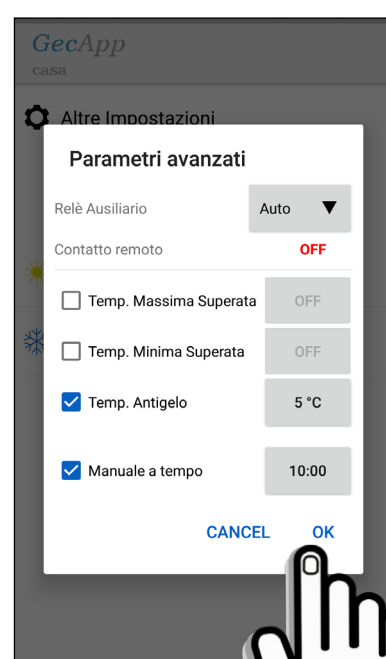 GecApp
casa
Altre Impostazioni
Parametri avanzati
Relè Ausiliario Auto ▼
Contatto remoto OFF
Temp. Massima Superata OFF
Temp. Minima Superata OFF
Temp. Antigelo 5 °C
Manuale a tempo 10:00
CANCEL OK